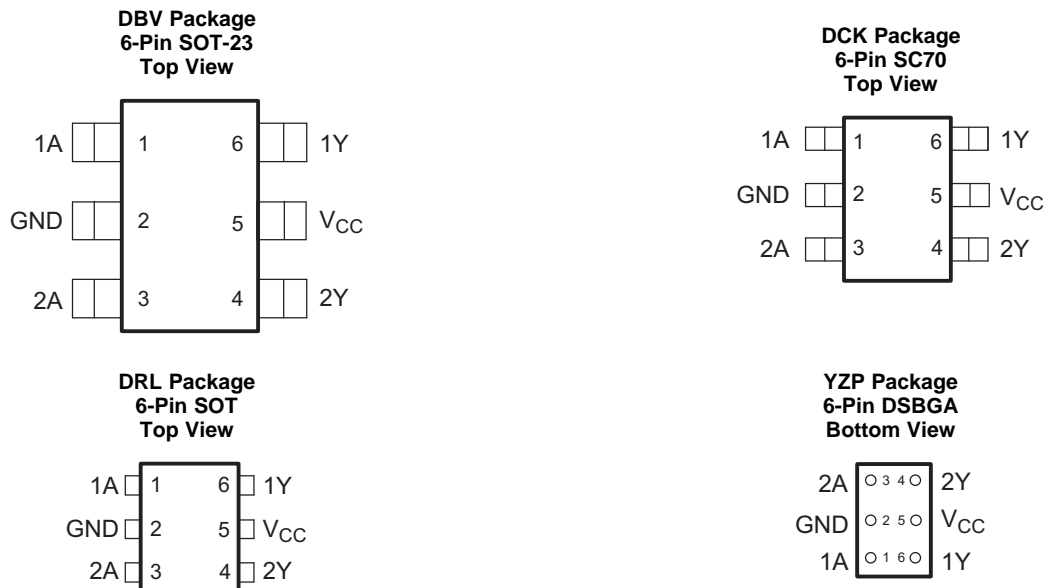 DBV Package
6-Pin SOT-23
Top View
1A 1 6 1Y
GND 2 5 VCC
2A 3 4 2Y
DCK Package
6-Pin SC70
Top View
1A 1 6 1Y
GND 2 5 VCC
2A 3 4 2Y
DRL Package
6-Pin SOT
Top View
1A 1 6 1Y
GND 2 5 VCC
2A 3 4 2Y
YZP Package
6-Pin DSBGA
Bottom View
2A 3 4 2Y
GND 2 5 VCC
1A 1 6 1Y